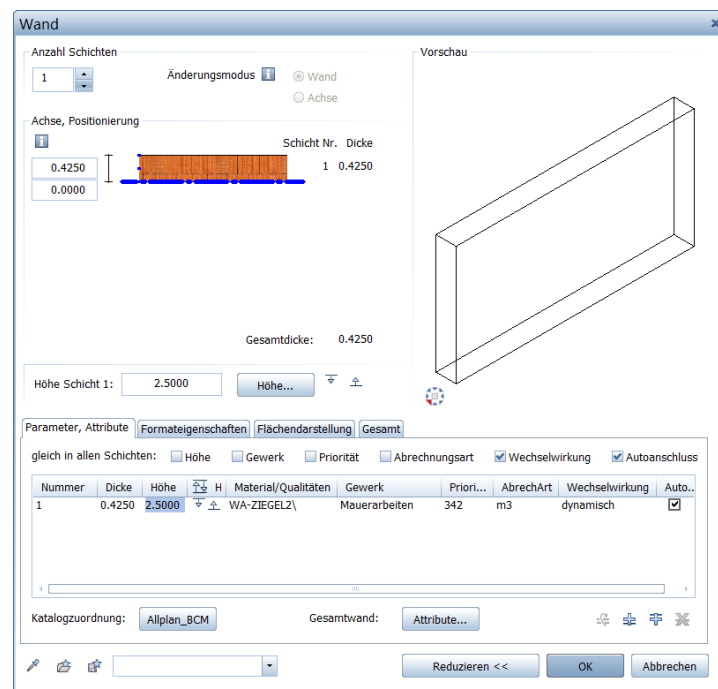 Wand
Anzahl Schichten
1
Änderungsmodus
Wand
Achse
Vorschau
Achse, Positionierung
Schicht Nr. Dicke
0.4250
1 0.4250
0.0000
Gesamtdicke: 0.4250
Höhe Schicht 1: 2.5000 Höhe...
Parameter, Attribute Formateigenschaften Flächendarstellung Gesamt
gleich in allen Schichten: Höhe Gewerk Priorität Abrechnungsart Wechselwirkung Autoanschluss
Nummer Dicke Höhe H Material/Qualitäten Gewerk Priori... AbrechArt Wechselwirkung Auto..
1 0.4250 2.5000 WA-ZIEGEL2\ Mauerarbeiten 342 m3 dynamisch
Katalogzuordnung: Allplan_BCM Gesamtwand: Attribute...
Reduzieren << OK Abbrechen